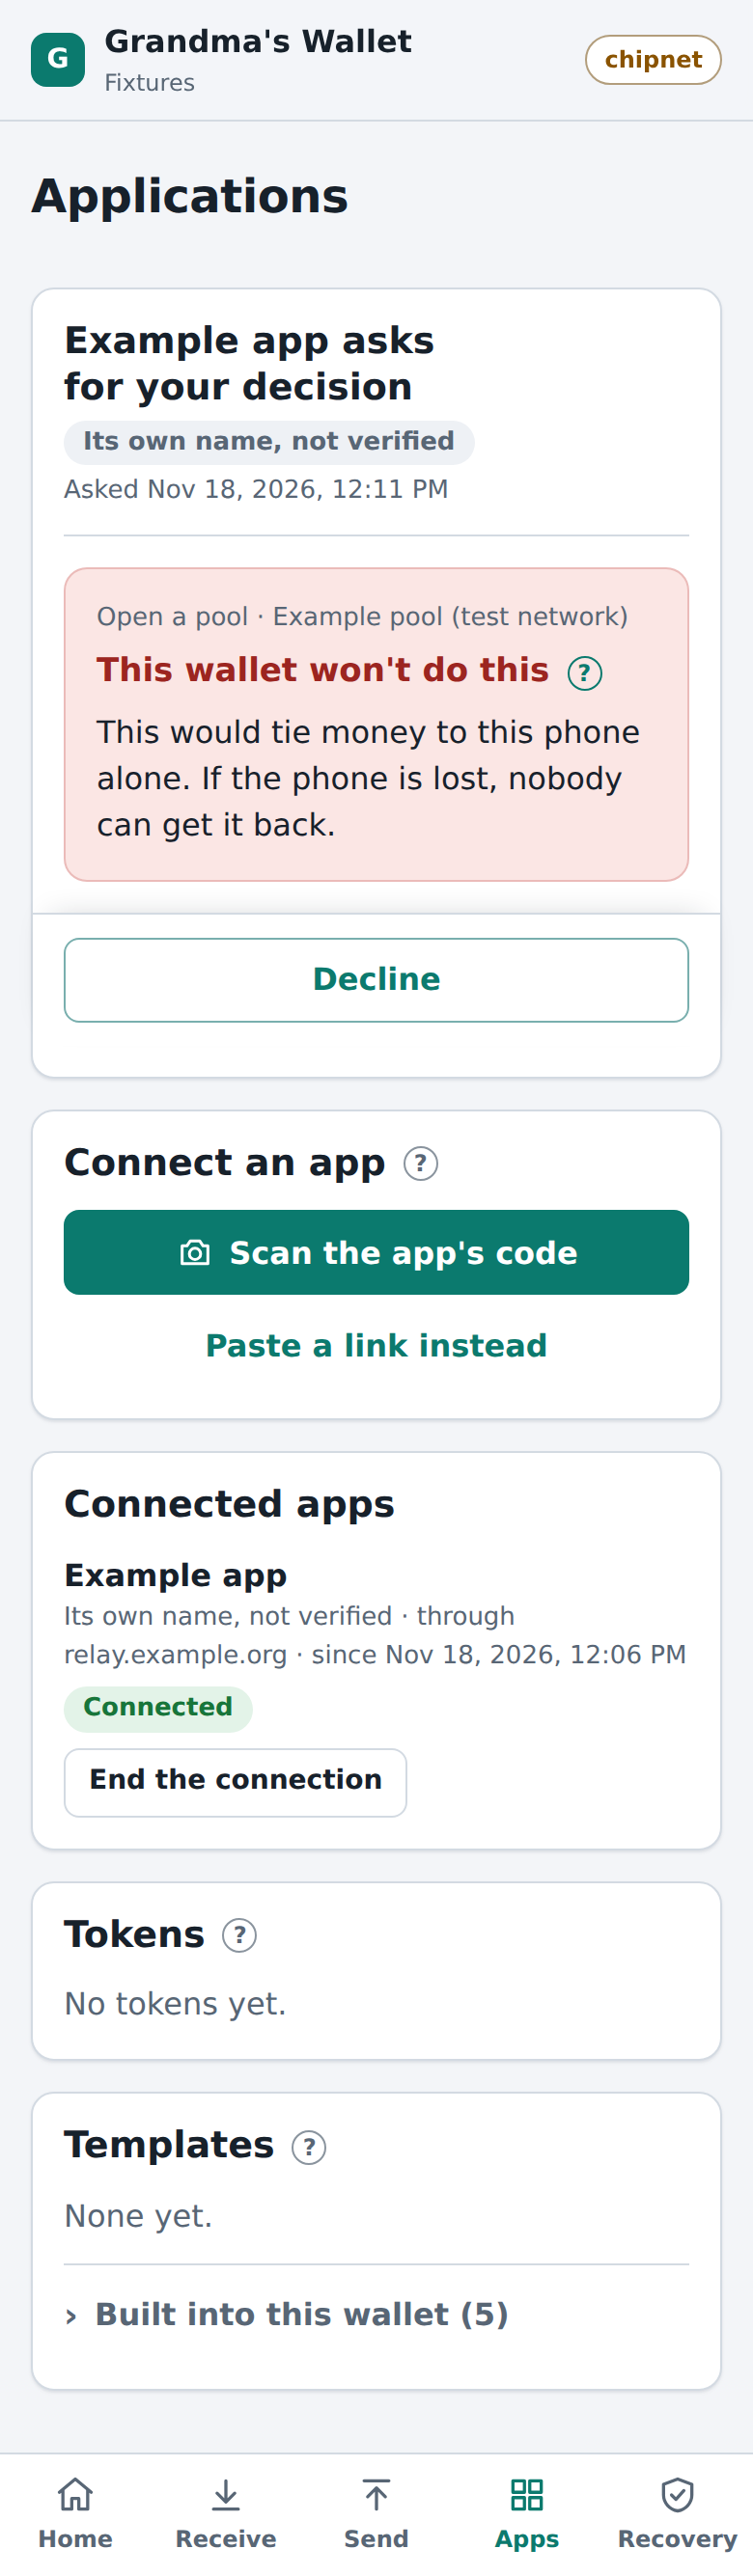 G
Grandma's Wallet
Fixtures
chipnet
Applications
Example app asks
for your decision
Its own name, not verified
Asked Nov 18, 2026, 12:11 PM
Open a pool · Example pool (test network)
This wallet won't do this ?
This would tie money to this phone
alone. If the phone is lost, nobody
can get it back.
Decline
Connect an app ?
Scan the app's code
Paste a link instead
Connected apps
Example app
Its own name, not verified · through
relay.example.org · since Nov 18, 2026, 12:06 PM
Connected
End the connection
Tokens ?
No tokens yet.
Templates ?
None yet.
› Built into this wallet (5)
Home Receive Send Apps Recovery